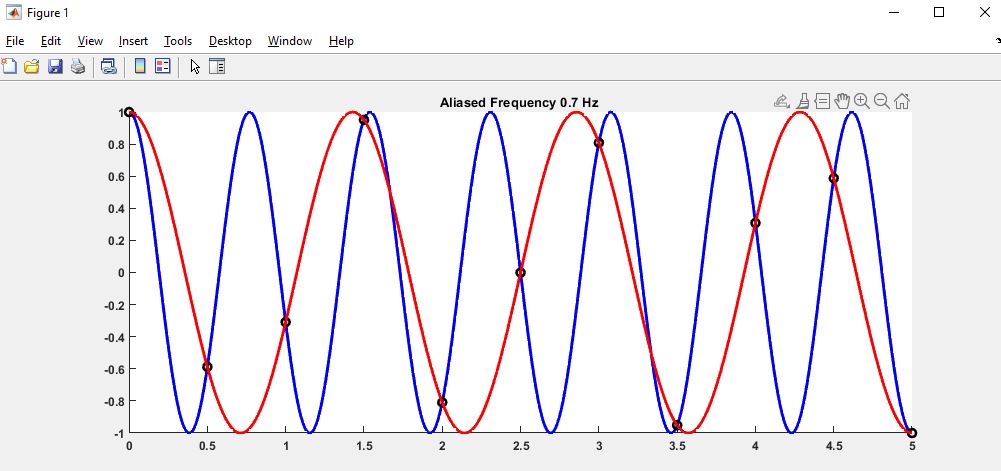 Figure 1
File Edit View Insert Tools Desktop Window Help
Aliased Frequency 0.7 Hz
1
0.8
0.6
0.4
0.2
0
-0.2
-0.4
-0.6
-0.8
-1
0 0.5 1 1.5 2 2.5 3 3.5 4 4.5 5